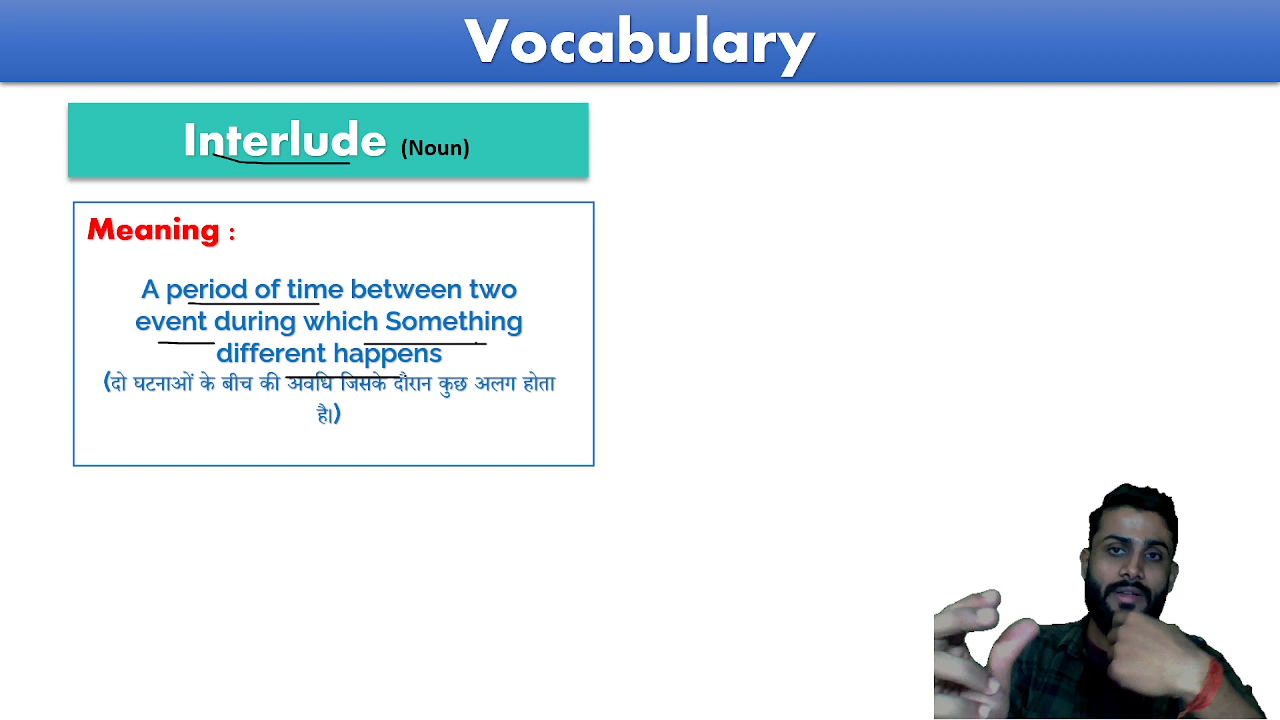 Vocabulary
Interlude (Noun)
Meaning :
A period of time between two
event during which Something
different happens
(दो घटनाओं के बीच की अवधि जिसके दौरान कुछ अलग होता
है।)